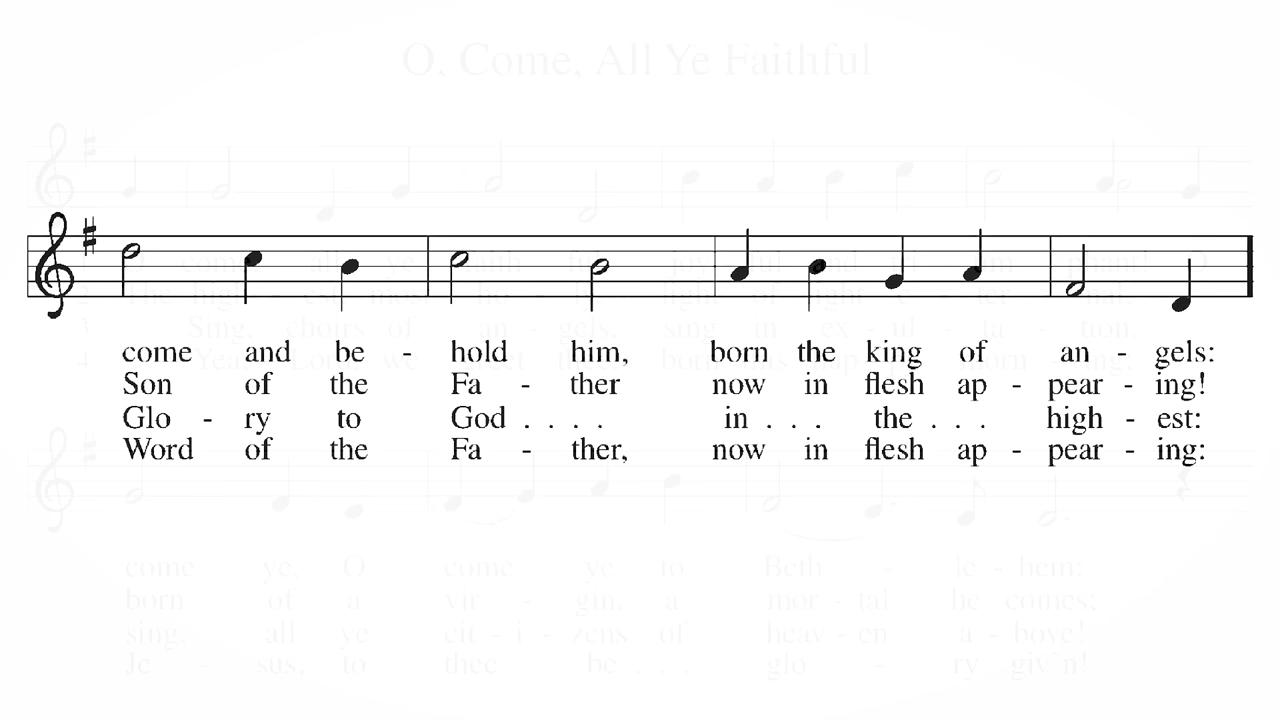 O, Come, All Ye Faithful
come and be - hold him, born the king of an - gels:
Son of the Fa - ther now in flesh ap - pear - ing!
Glo - ry to God . . . . in . . . the . . . high - est:
Word of the Fa - ther, now in flesh ap - pear - ing:
come ye, O come ye to Beth - le - hem:
born of a vir - gin, a mor - tal he comes;
sing, all ye cit - i - zens of heav - en a - bove!
Je - sus, to thee be . . . . glo - ry giv'n!